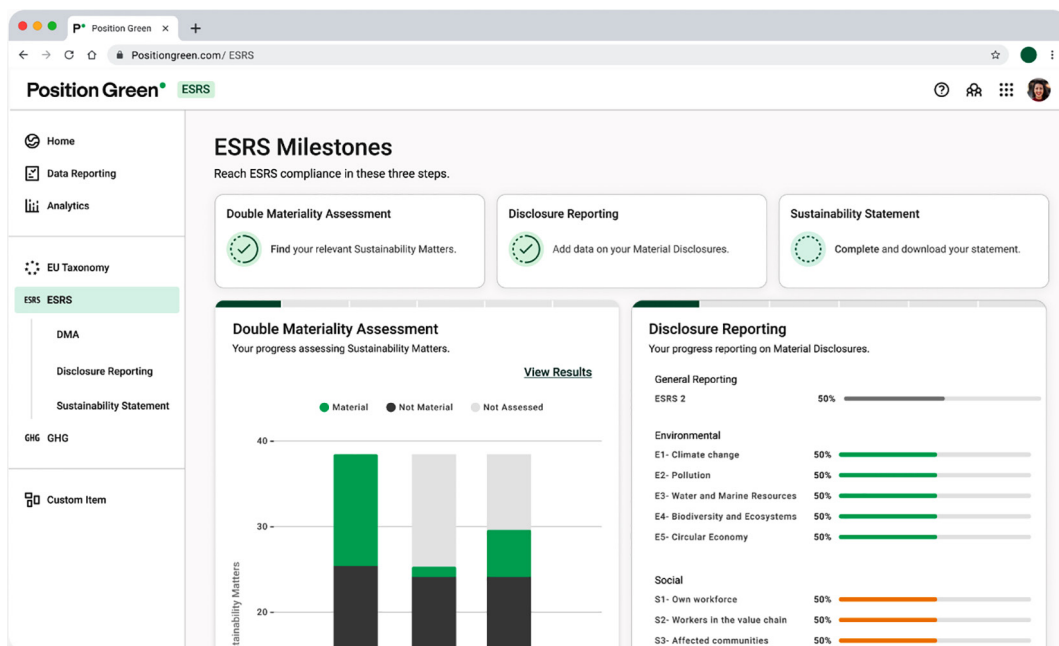 P• Position Green ×
Positiongreen.com/ ESRS
Position Green• ESRS
Home
Data Reporting
Analytics
EU Taxonomy
ESRS ESRS
DMA
Disclosure Reporting
Sustainability Statement
GHG GHG
Custom Item
ESRS Milestones
Reach ESRS compliance in these three steps.
Double Materiality Assessment
Find your relevant Sustainability Matters.
Disclosure Reporting
Add data on your Material Disclosures.
Sustainability Statement
Complete and download your statement.
Double Materiality Assessment
Your progress assessing Sustainability Matters.
View Results
Material Not Material Not Assessed
40
30
20
Matters
Disclosure Reporting
Your progress reporting on Material Disclosures.
General Reporting
ESRS 2 50%
Environmental
E1- Climate change 50%
E2- Pollution 50%
E3- Water and Marine Resources 50%
E4- Biodiversity and Ecosystems 50%
E5- Circular Economy 50%
Social
S1- Own workforce 50%
S2- Workers in the value chain 50%
S3- Affected communities 50%